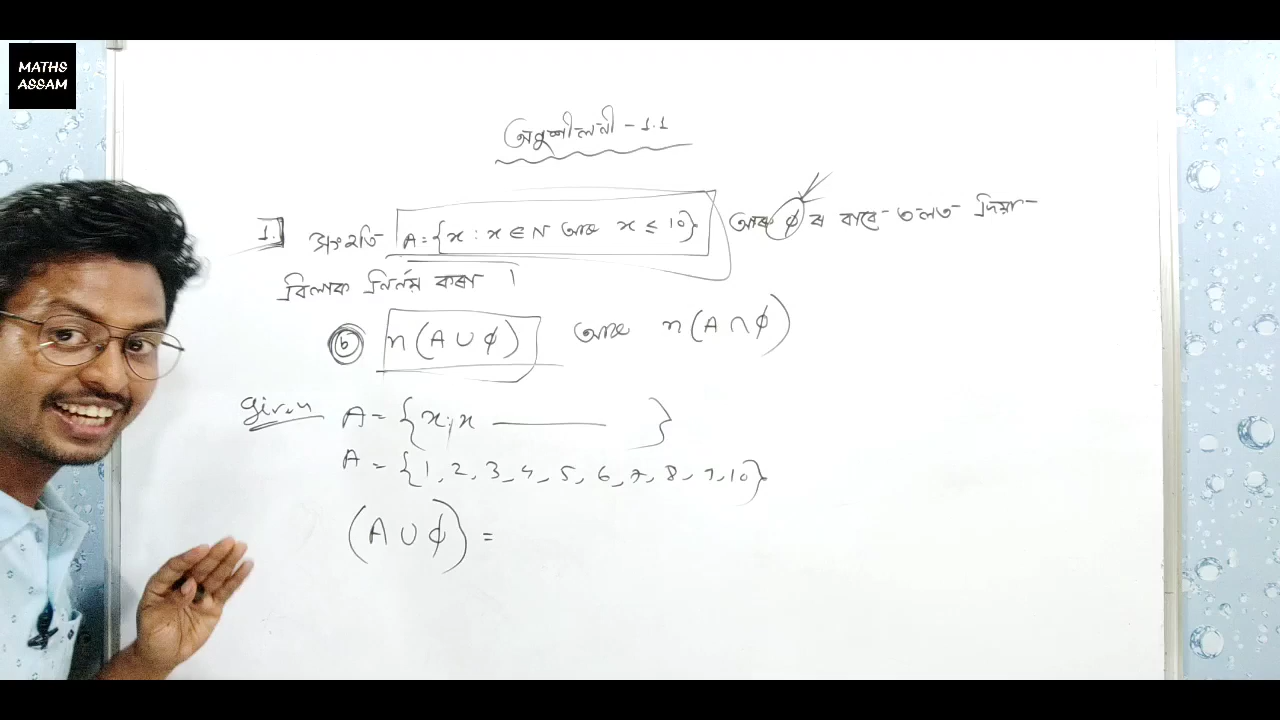 MATHS
ASSAM
অনুশীলনী - 1.1
1. সংহতি A = {x : x ∈ N আৰু x ≤ 10} আৰু ϕ ৰ বাবে তলত দিয়া-
বিলাক নিৰ্ণয় কৰা ।
(b) n(A ∪ ϕ) আৰু n(A ∩ ϕ)
given A = {x : x ———— }
A = {1, 2, 3, 4, 5, 6, 7, 8, 9, 10}
(A ∪ ϕ) =